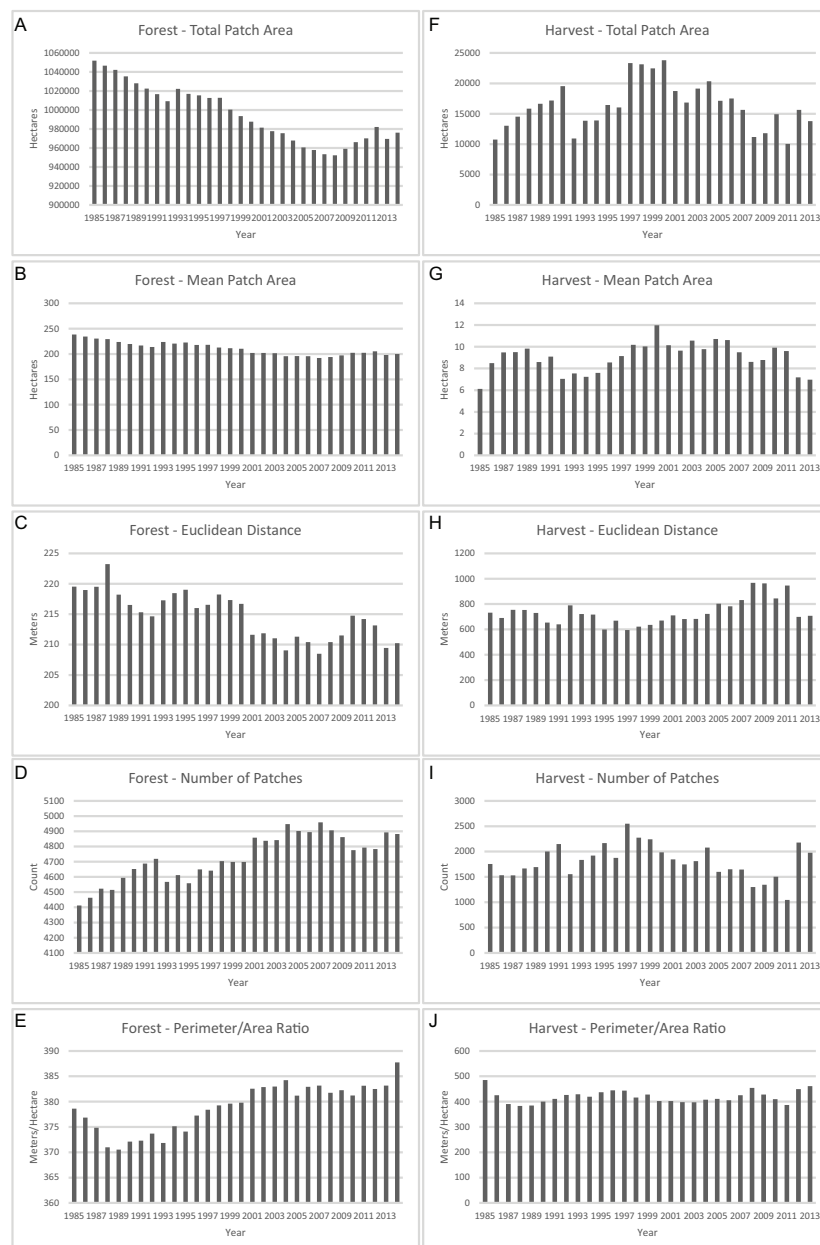 A
Forest - Total Patch Area
1060000
1040000
1020000
1000000
980000
960000
940000
920000
900000
Hectares
1985 1987 1989 1991 1993 1995 1997 1999 2001 2003 2005 2007 2009 2011 2013
Year
B
Forest - Mean Patch Area
300
250
200
150
100
50
0
Hectares
1985 1987 1989 1991 1993 1995 1997 1999 2001 2003 2005 2007 2009 2011 2013
Year
C
Forest - Euclidean Distance
225
220
215
210
205
200
Meters
1985 1987 1989 1991 1993 1995 1997 1999 2001 2003 2005 2007 2009 2011 2013
Year
D
Forest - Number of Patches
5100
5000
4900
4800
4700
4600
4500
4400
4300
4200
4100
Count
1985 1987 1989 1991 1993 1995 1997 1999 2001 2003 2005 2007 2009 2011 2013
Year
E
Forest - Perimeter/Area Ratio
390
385
380
375
370
365
360
Meters/Hectare
1985 1987 1989 1991 1993 1995 1997 1999 2001 2003 2005 2007 2009 2011 2013
Year
F
Harvest - Total Patch Area
25000
20000
15000
10000
5000
0
Hectares
1985 1987 1989 1991 1993 1995 1997 1999 2001 2003 2005 2007 2009 2011 2013
Year
G
Harvest - Mean Patch Area
14
12
10
8
6
4
2
0
Hectares
1985 1987 1989 1991 1993 1995 1997 1999 2001 2003 2005 2007 2009 2011 2013
Year
H
Harvest - Euclidean Distance
1200
1000
800
600
400
200
0
Meters
1985 1987 1989 1991 1993 1995 1997 1999 2001 2003 2005 2007 2009 2011 2013
Year
I
Harvest - Number of Patches
3000
2500
2000
1500
1000
500
0
Count
1985 1987 1989 1991 1993 1995 1997 1999 2001 2003 2005 2007 2009 2011 2013
Year
J
Harvest - Perimeter/Area Ratio
600
500
400
300
200
100
0
Meters/Hectare
1985 1987 1989 1991 1993 1995 1997 1999 2001 2003 2005 2007 2009 2011 2013
Year